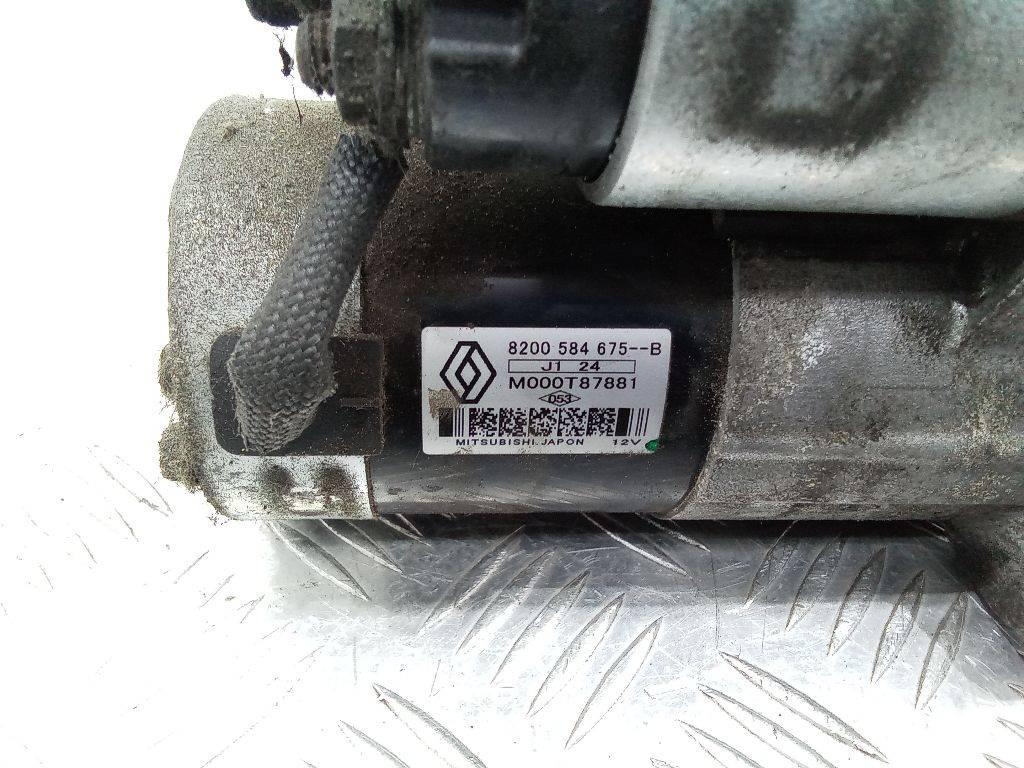 8200 584 675--B
J1 24
M000T87881
053
MITSUBISHI.JAPON 12V